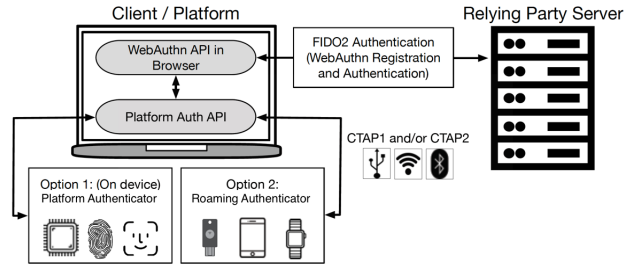 Client / Platform
Relying Party Server
WebAuthn API in
Browser
FIDO2 Authentication
(WebAuthn Registration
and Authentication)
Platform Auth API
CTAP1 and/or CTAP2
Option 1: (On device)
Platform Authenticator
Option 2:
Roaming Authenticator